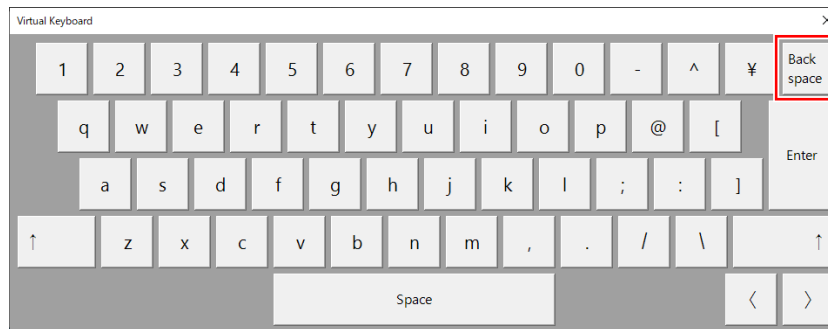 Virtual Keyboard
1 2 3 4 5 6 7 8 9 0 - ^ ¥ Back space
q w e r t y u i o p @ [
Enter
a s d f g h j k l ; : ]
↑ z x c v b n m , . / \ ↑
Space 〈 〉